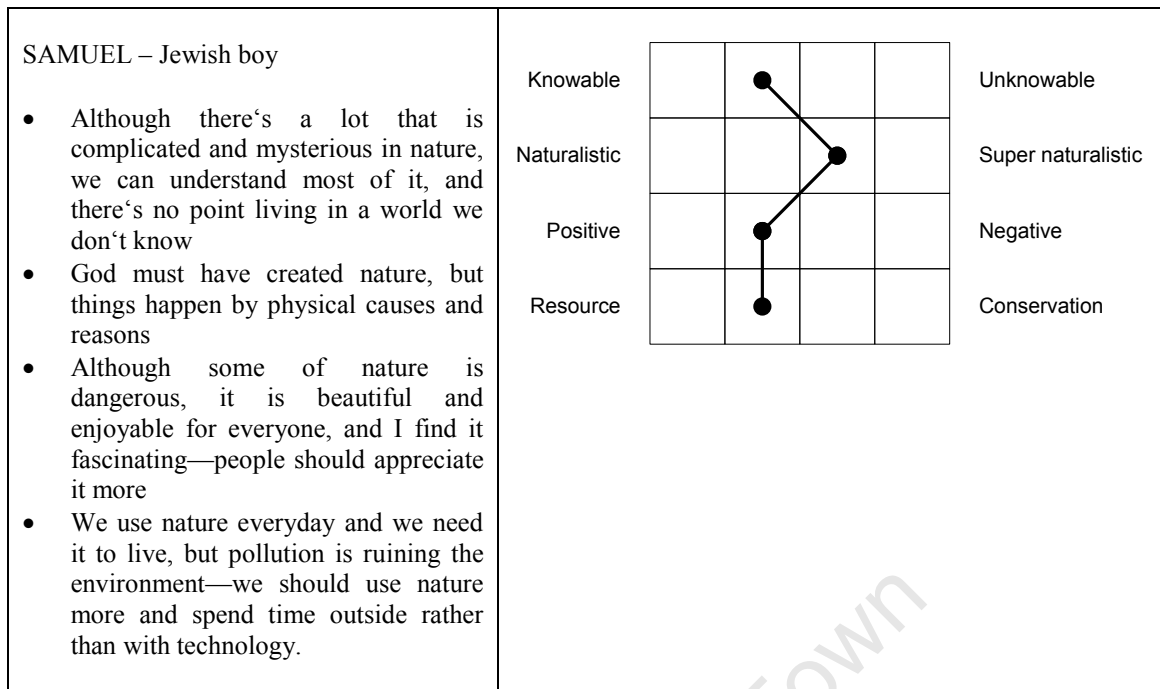 SAMUEL – Jewish boy
• Although there‘s a lot that is
complicated and mysterious in nature,
we can understand most of it, and
there‘s no point living in a world we
don‘t know
• God must have created nature, but
things happen by physical causes and
reasons
• Although some of nature is
dangerous, it is beautiful and
enjoyable for everyone, and I find it
fascinating—people should appreciate
it more
• We use nature everyday and we need
it to live, but pollution is ruining the
environment—we should use nature
more and spend time outside rather
than with technology.
Knowable Unknowable
Naturalistic Super naturalistic
Positive Negative
Resource Conservation
Town